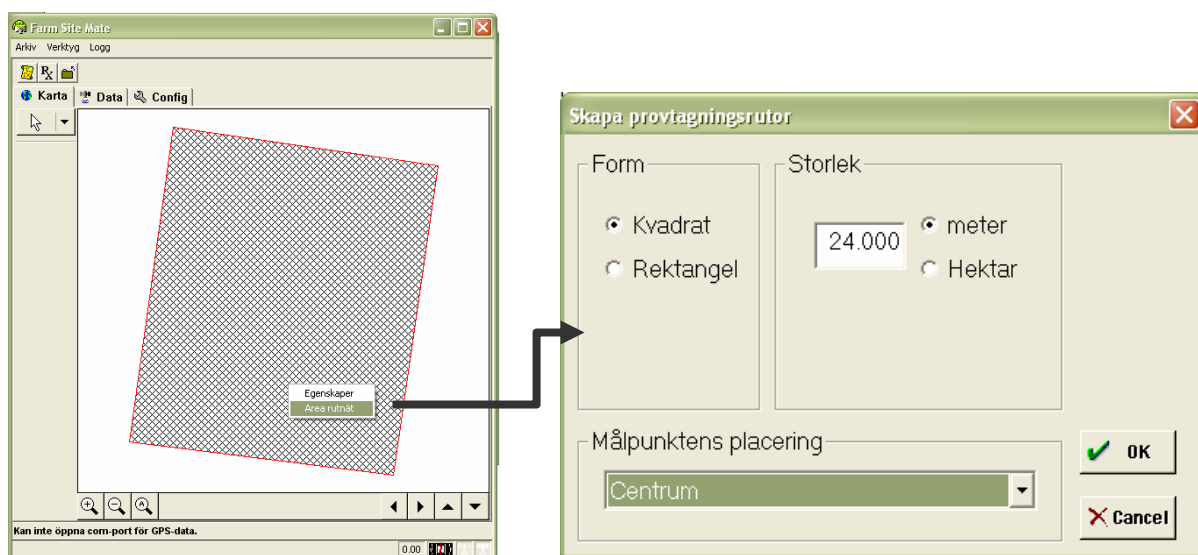 Farm Site Mate
Arkiv Verktyg Logg
Rx
Karta Data Config
Egenskaper
Area rutnät
Kan inte öppna com-port för GPS-data.
0.00
Skapa provtagningsrutor
Form
Kvadrat
Rektangel
Storlek
24.000
meter
Hektar
Målpunktens placering
Centrum
OK
Cancel